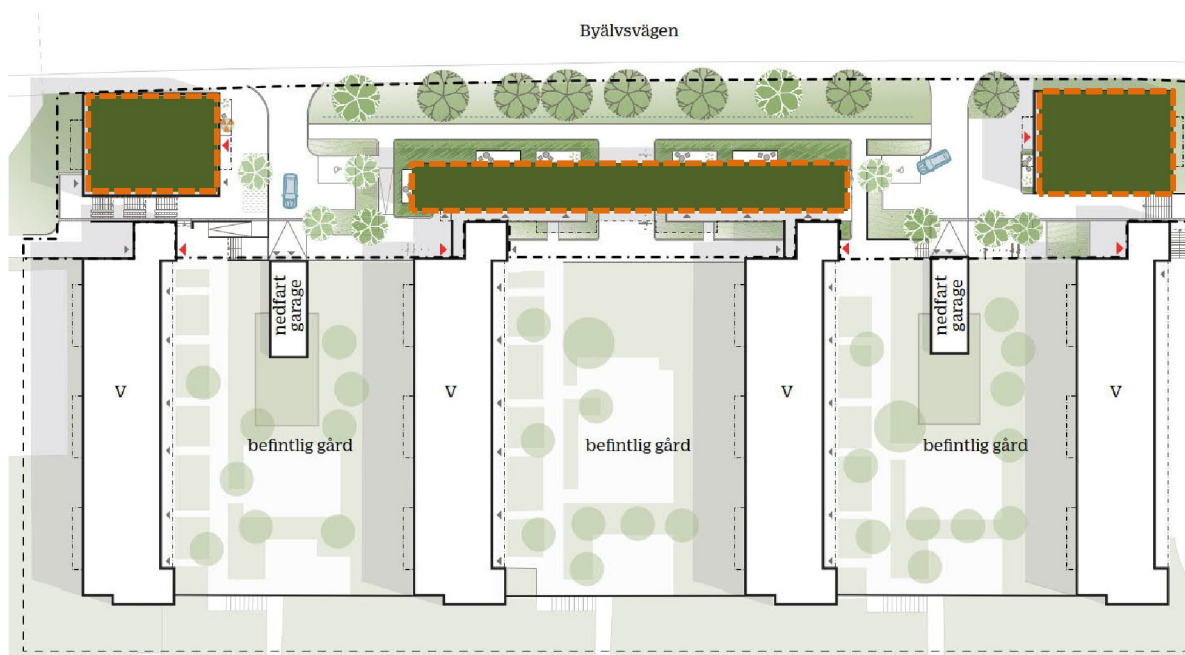 Byälvsvägen
nedfart
garage
nedfart
garage
V
V
V
V
befintlig gård
befintlig gård
befintlig gård